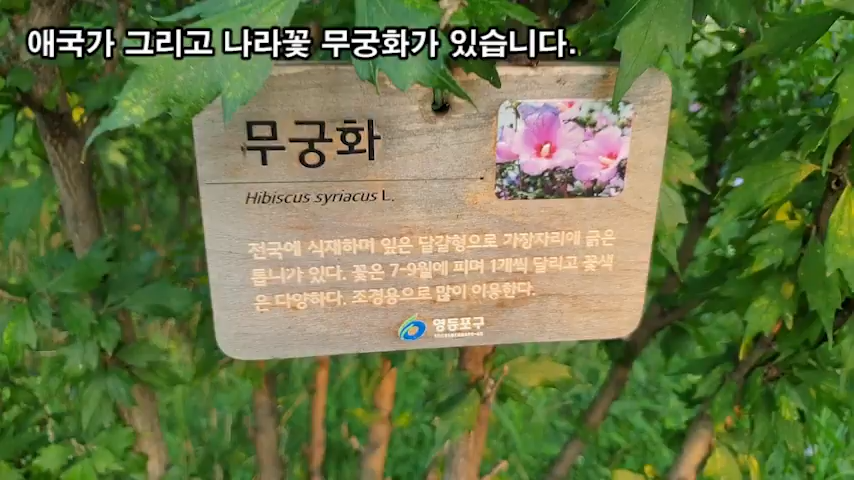 애국가 그리고 나라꽃 무궁화가 있습니다.
무궁화
Hibiscus syriacus L.
전국에 식재하며 잎은 달걀형으로 가장자리에 굵은
톱니가 있다. 꽃은 7~9월에 피며 1개씩 달리고 꽃색
은 다양하다. 조경용으로 많이 이용한다.
영등포구